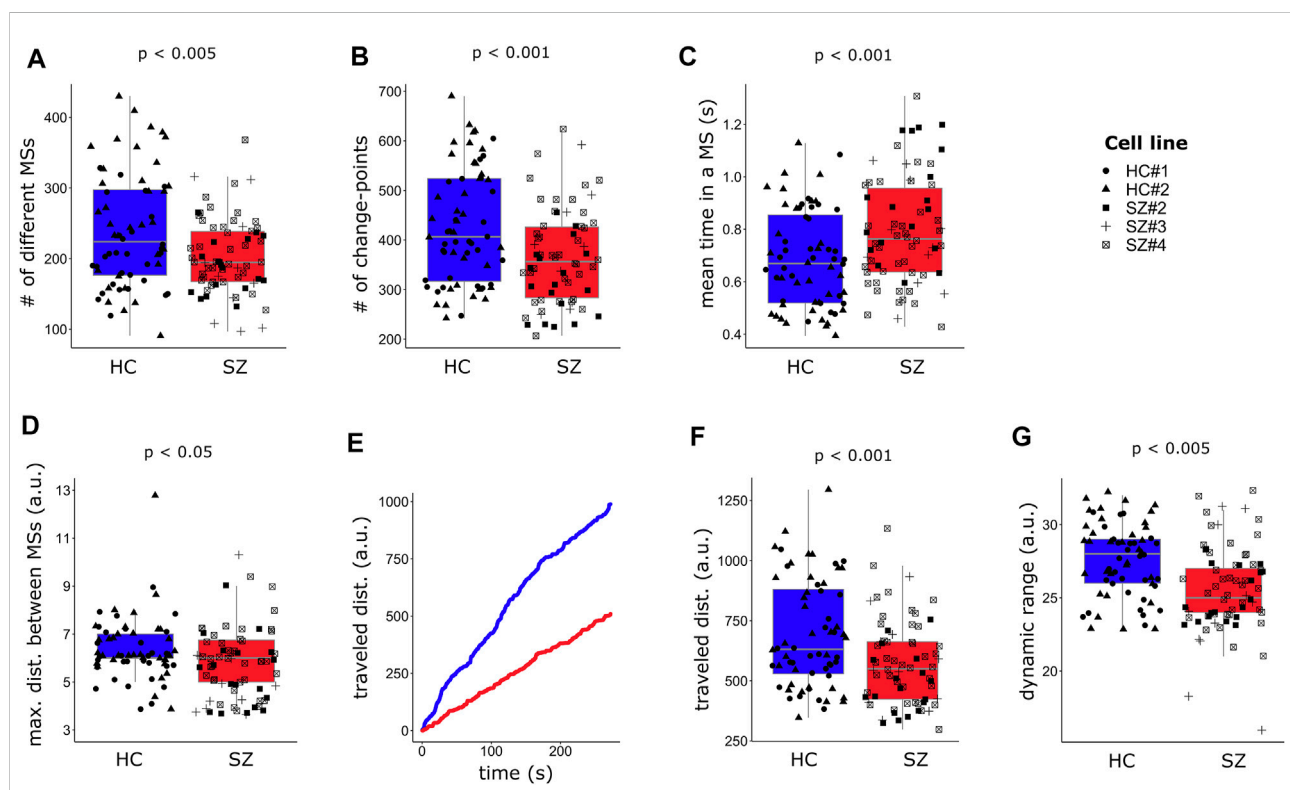 A
p < 0.005
# of different MSs
400
300
200
100
HC
SZ
B
p < 0.001
# of change-points
700
600
500
400
300
200
HC
SZ
C
p < 0.001
mean time in a MS (s)
1.2
1.0
0.8
0.6
0.4
HC
SZ
Cell line
HC#1
HC#2
SZ#2
SZ#3
SZ#4
D
p < 0.05
max. dist. between MSs (a.u.)
13
11
9
7
5
3
HC
SZ
E
traveled dist. (a.u.)
1000
750
500
250
0
0
100
200
time (s)
F
p < 0.001
traveled dist. (a.u.)
1250
1000
750
500
250
HC
SZ
G
p < 0.005
dynamic range (a.u.)
30
25
20
HC
SZ